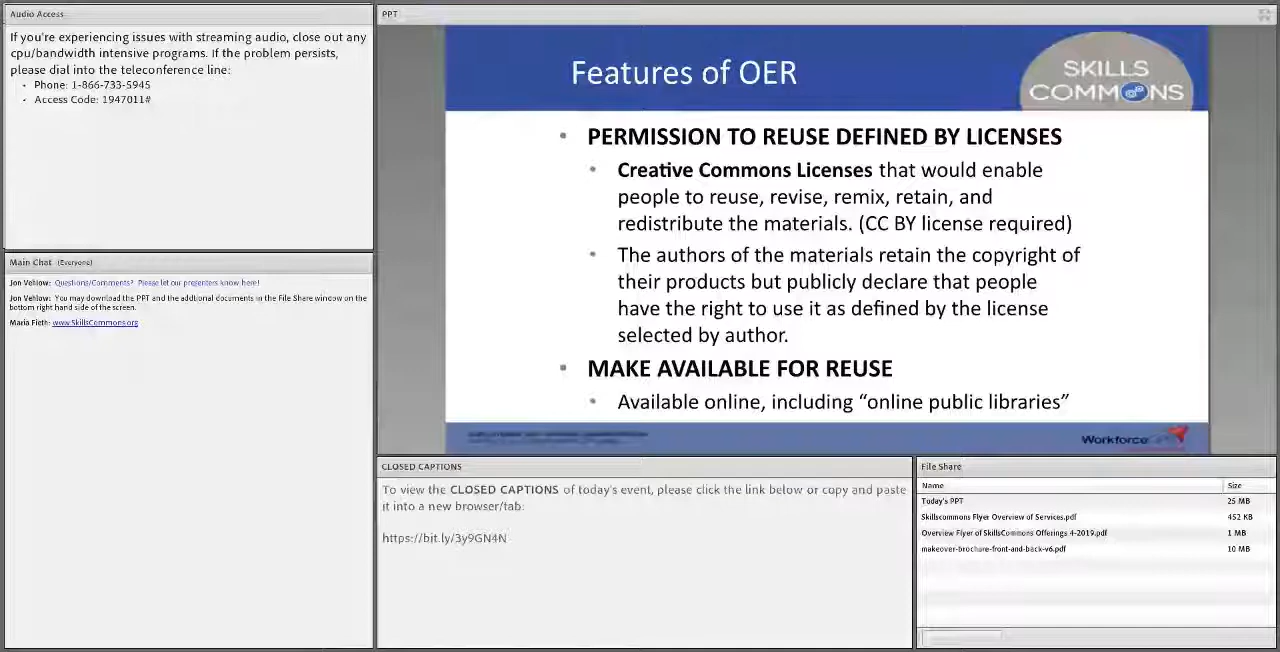 Audio Access
If you're experiencing issues with streaming audio, close out any
cpu/bandwidth intensive programs. If the problem persists,
please dial into the teleconference line:
• Phone: 1-866-733-5945
• Access Code: 1947011#
Main Chat (Everyone)
Jon Vehlow: Questions/Comments? Please let our presenters know here!
Jon Vehlow: You may download the PPT and the addtional documents in the File Share window on the
bottom right hand side of the screen.
Maria Fieth: www.SkillsCommons.org
PPT
Features of OER
SKILLS
COMMONS
• PERMISSION TO REUSE DEFINED BY LICENSES
• Creative Commons Licenses that would enable
people to reuse, revise, remix, retain, and
redistribute the materials. (CC BY license required)
• The authors of the materials retain the copyright of
their products but publicly declare that people
have the right to use it as defined by the license
selected by author.
• MAKE AVAILABLE FOR REUSE
• Available online, including “online public libraries”
Workforce
CLOSED CAPTIONS
To view the CLOSED CAPTIONS of today's event, please click the link below or copy and paste
it into a new browser/tab:
https://bit.ly/3y9GN4N
File Share
Name Size
Today's PPT 25 MB
Skillscommons Flyer Overview of Services.pdf 452 KB
Overview Flyer of SkillsCommons Offerings 4-2019.pdf 1 MB
makeover-brochure-front-and-back-v6.pdf 10 MB